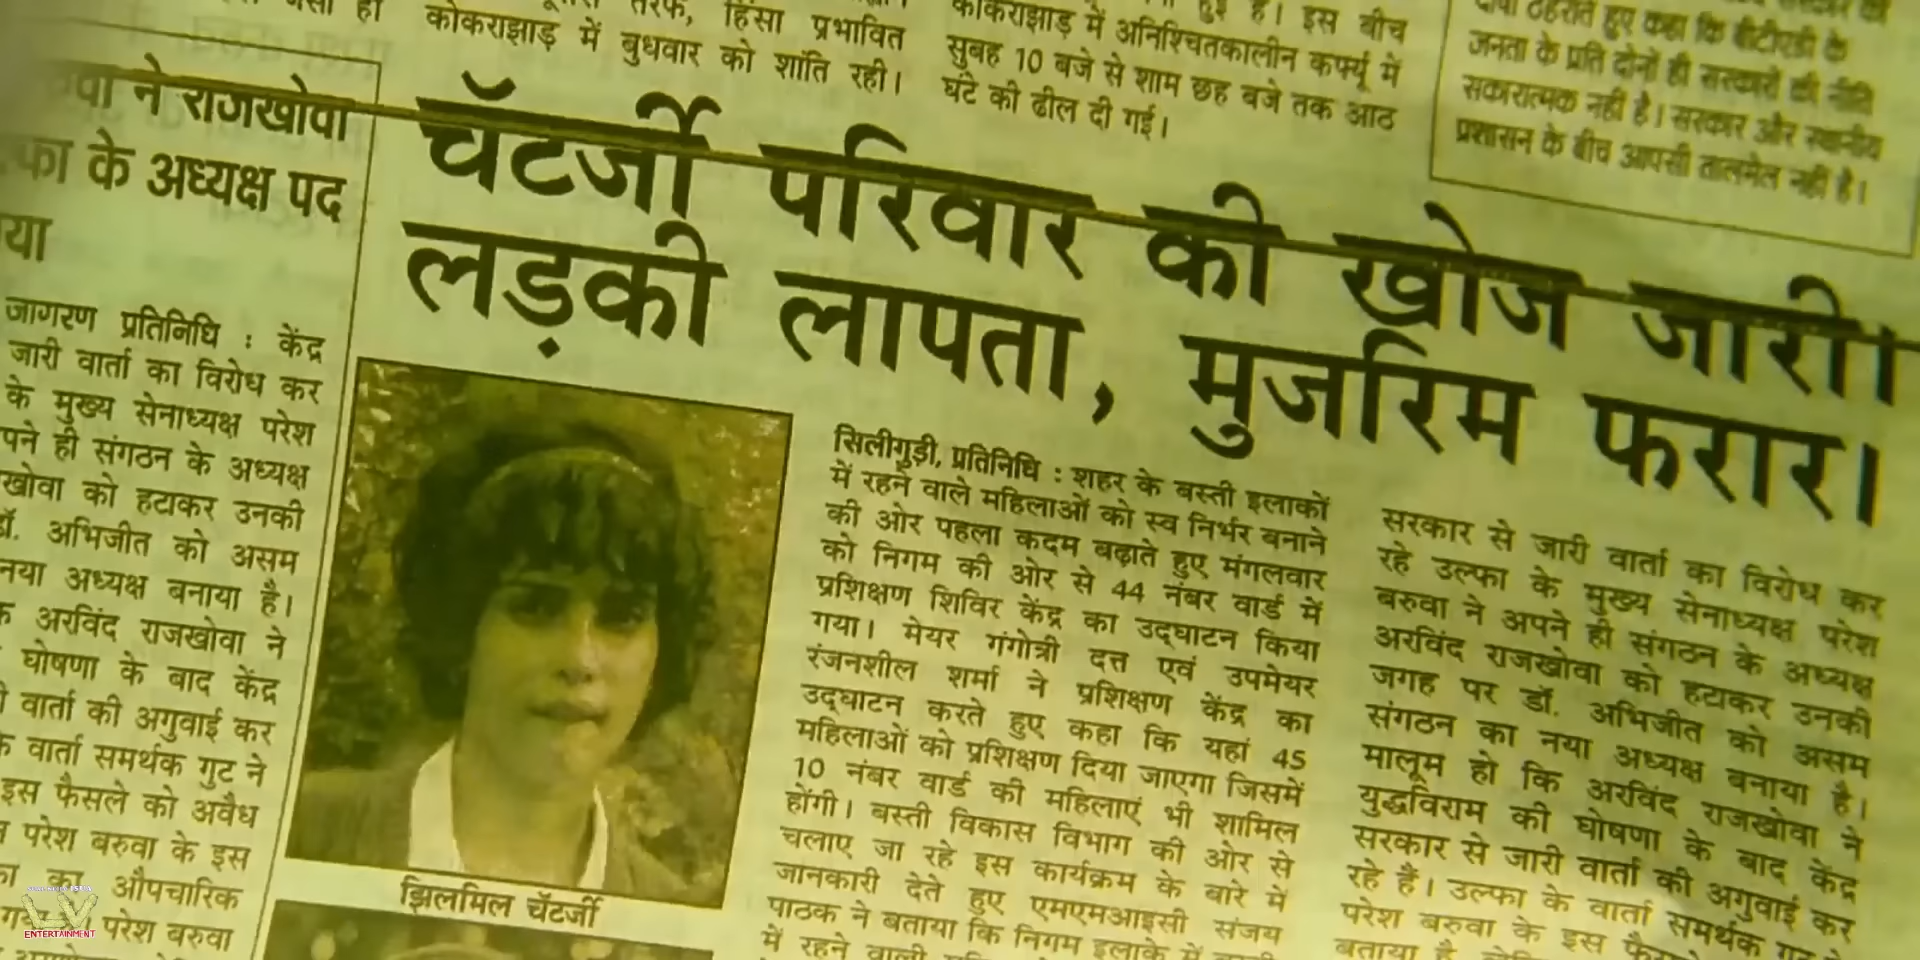 कोकराझाड़ में बुधवार को शांति रही।
तरफ, हिंसा प्रभावित
हुई है। इस बीच
कोकराझाड़ में अनिश्चितकालीन कर्फ्यू में
सुबह 10 बजे से शाम छह बजे तक आठ
घंटे की ढील दी गई।
हुए कहा कि बीटीएडी के
जनता के प्रति दोनों ही सरकारों की नीति
सकारात्मक नहीं है। सरकार और स्थानीय
प्रशासन के बीच आपसी तालमेल नहीं है।
ने राजखोवा
के अध्यक्ष पद
जागरण प्रतिनिधि : केंद्र
जारी वार्ता का विरोध कर
के मुख्य सेनाध्यक्ष परेश
पने ही संगठन के अध्यक्ष
खोवा को हटाकर उनकी
डॉ. अभिजीत को असम
नया अध्यक्ष बनाया है।
अरविंद राजखोवा ने
घोषणा के बाद केंद्र
वार्ता की अगुवाई कर
वार्ता समर्थक गुट ने
इस फैसले को अवैध
परेश बरुवा के इस
का औपचारिक
परेश बरुवा
चॅटर्जी परिवार की खोज जारी।
लड़की लापता, मुजरिम फरार।
झिलमिल चॅटर्जी
सिलीगुड़ी, प्रतिनिधि : शहर के बस्ती इलाकों
में रहने वाले महिलाओं को स्व निर्भर बनाने
की ओर पहला कदम बढ़ाते हुए मंगलवार
को निगम की ओर से 44 नंबर वार्ड में
प्रशिक्षण शिविर केंद्र का उद्घाटन किया
गया। मेयर गंगोत्री दत्त एवं उपमेयर
रंजनशील शर्मा ने प्रशिक्षण केंद्र का
उद्घाटन करते हुए कहा कि यहां 45
महिलाओं को प्रशिक्षण दिया जाएगा जिसमें
10 नंबर वार्ड की महिलाएं भी शामिल
होंगी। बस्ती विकास विभाग की ओर से
चलाए जा रहे इस कार्यक्रम के बारे में
जानकारी देते हुए एमएमआइसी संजय
पाठक ने बताया कि निगम इलाके में
में रहने वाली
सरकार से जारी वार्ता का विरोध कर
रहे उल्फा के मुख्य सेनाध्यक्ष परेश
बरुवा ने अपने ही संगठन के अध्यक्ष
अरविंद राजखोवा को हटाकर उनकी
जगह पर डॉ. अभिजीत को असम
संगठन का नया अध्यक्ष बनाया है।
मालूम हो कि अरविंद राजखोवा ने
युद्धविराम की घोषणा के बाद केंद्र
सरकार से जारी वार्ता की अगुवाई कर
रहे हैं। उल्फा के वार्ता समर्थक गुट ने
परेश बरुवा के इस
बताया है
LV
ENTERTAINMENT